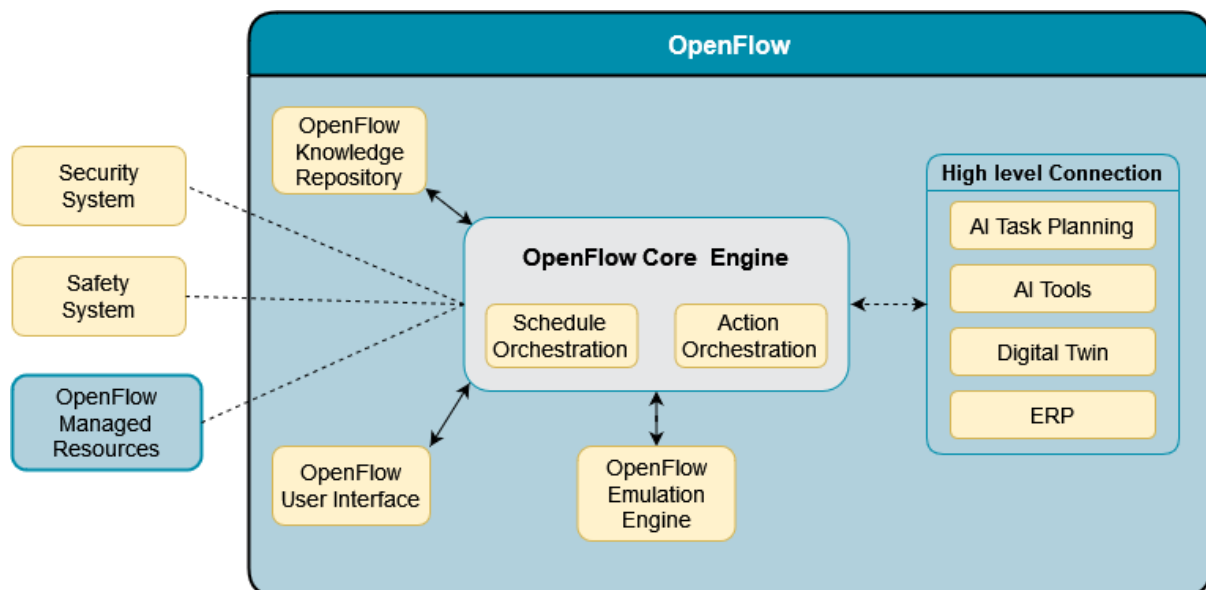 OpenFlow
Security
System
Safety
System
OpenFlow
Managed
Resources
OpenFlow
Knowledge
Repository
OpenFlow Core  Engine
Schedule
Orchestration
Action
Orchestration
OpenFlow
User Interface
OpenFlow
Emulation
Engine
High level Connection
AI Task Planning
AI Tools
Digital Twin
ERP